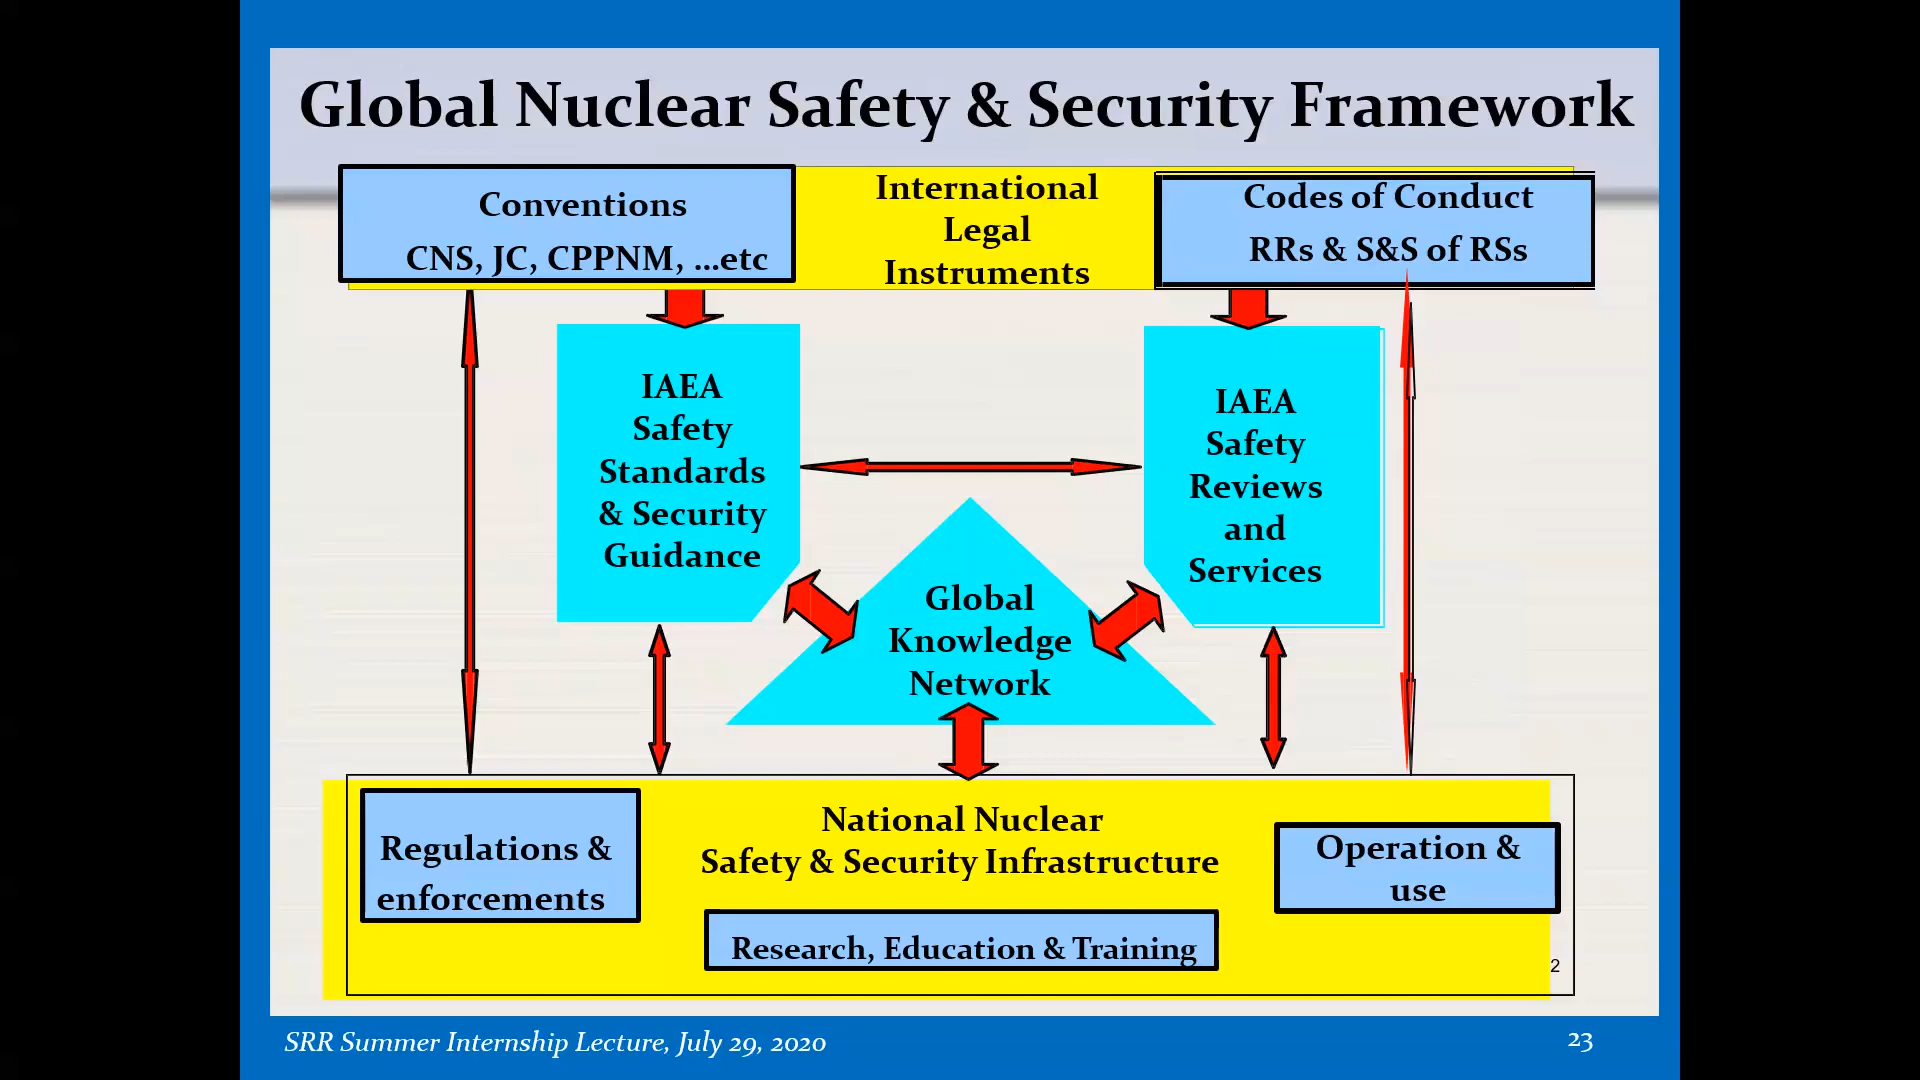 Global Nuclear Safety & Security Framework
Conventions
CNS, JC, CPPNM, ...etc
International
Legal
Instruments
Codes of Conduct
RRs & S&S of RSs
IAEA
Safety
Standards
& Security
Guidance
IAEA
Safety
Reviews
and
Services
Global
Knowledge
Network
National Nuclear
Safety & Security Infrastructure
Regulations &
enforcements
Operation &
use
Research, Education & Training
2
SRR Summer Internship Lecture, July 29, 2020
23